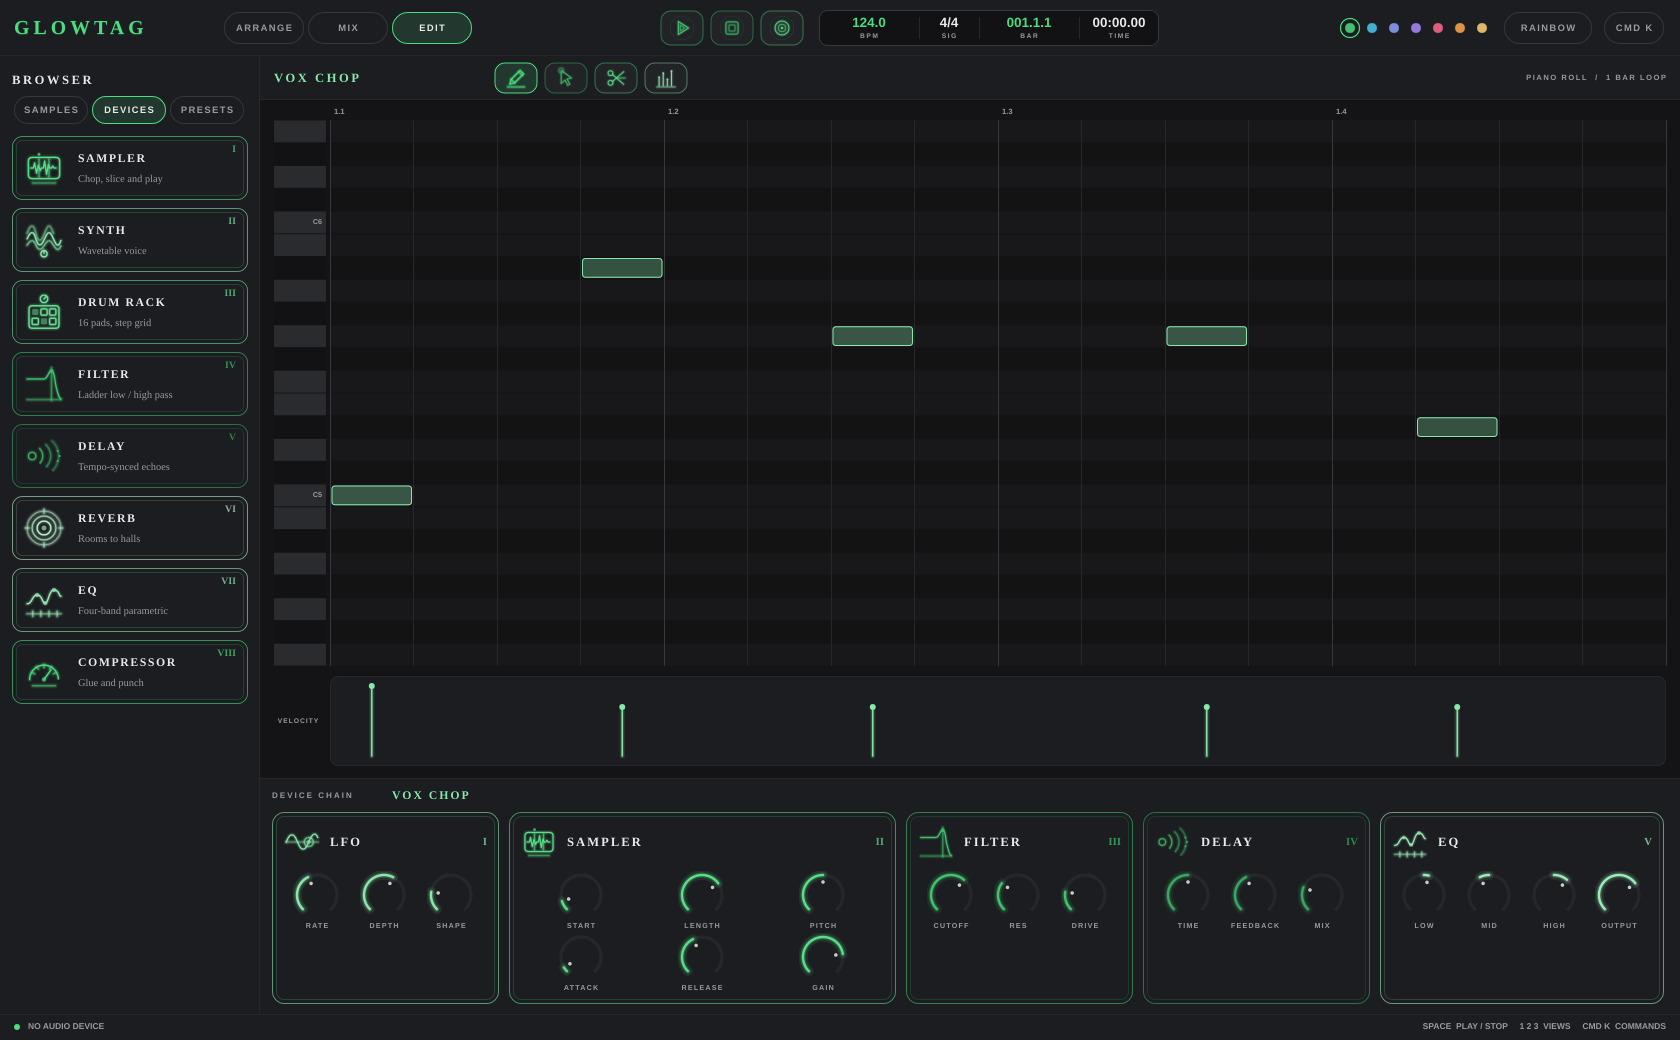 GLOWTAG
ARRANGE MIX EDIT
124.0 4/4 001.1.1 00:00.00
BPM SIG BAR TIME
RAINBOW CMD K
BROWSER
SAMPLES DEVICES PRESETS
I
SAMPLER
Chop, slice and play
II
SYNTH
Wavetable voice
III
DRUM RACK
16 pads, step grid
IV
FILTER
Ladder low / high pass
V
DELAY
Tempo-synced echoes
VI
REVERB
Rooms to halls
VII
EQ
Four-band parametric
VIII
COMPRESSOR
Glue and punch
VOX CHOP
PIANO ROLL / 1 BAR LOOP
1.1 1.2 1.3 1.4
C6
C5
VELOCITY
DEVICE CHAIN VOX CHOP
LFO I
RATE DEPTH SHAPE
SAMPLER II
START LENGTH PITCH
ATTACK RELEASE GAIN
FILTER III
CUTOFF RES DRIVE
DELAY IV
TIME FEEDBACK MIX
EQ V
LOW MID HIGH OUTPUT
NO AUDIO DEVICE
SPACE PLAY / STOP 1 2 3 VIEWS CMD K COMMANDS